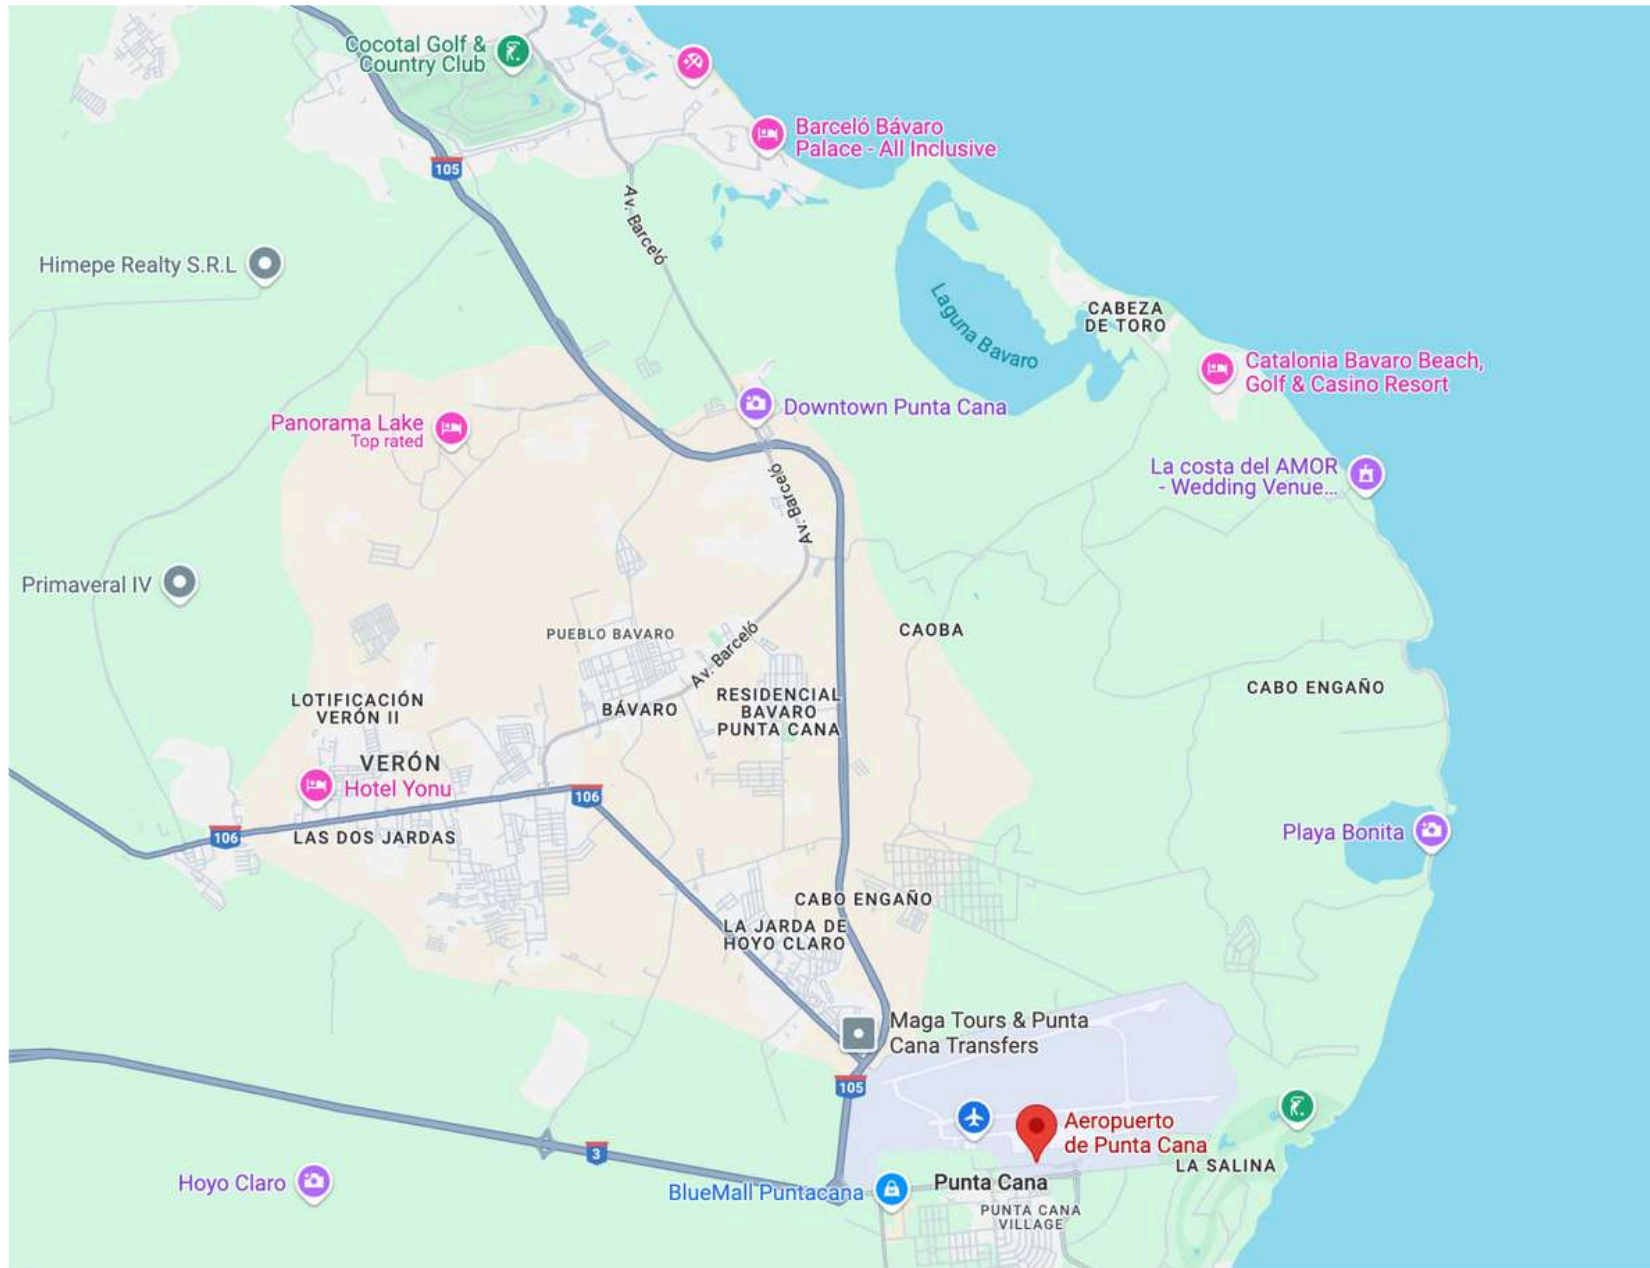 Cocotal Golf &
Country Club
Barceló Bávaro
Palace - All Inclusive
105
Av. Barceló
Himepe Realty S.R.L
Laguna Bavaro
CABEZA
DE TORO
Catalonia Bavaro Beach,
Golf & Casino Resort
Downtown Punta Cana
Panorama Lake
Top rated
La costa del AMOR
- Wedding Venue...
Av. Barceló
Primaveral IV
PUEBLO BAVARO
Av. Barceló
CAOBA
CABO ENGAÑO
LOTIFICACIÓN
VERÓN II
BÁVARO
RESIDENCIAL
BAVARO
PUNTA CANA
VERÓN
Hotel Yonu
106
106
LAS DOS JARDAS
Playa Bonita
CABO ENGAÑO
LA JARDA DE
HOYO CLARO
Maga Tours & Punta
Cana Transfers
105
Aeropuerto
de Punta Cana
3
LA SALINA
Hoyo Claro
BlueMall Puntacana
Punta Cana
PUNTA CANA
VILLAGE